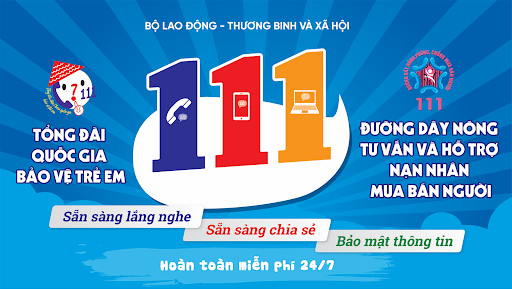 BỘ LAO ĐỘNG - THƯƠNG BINH VÀ XÃ HỘI
111
TỔNG ĐÀI
QUỐC GIA
BẢO VỆ TRẺ EM
111
ĐƯỜNG DÂY NÓNG
TƯ VẤN VÀ HỖ TRỢ
NẠN NHÂN
MUA BÁN NGƯỜI
Sẵn sàng lắng nghe
Sẵn sàng chia sẻ
Bảo mật thông tin
Hoàn toàn miễn phí 24/7